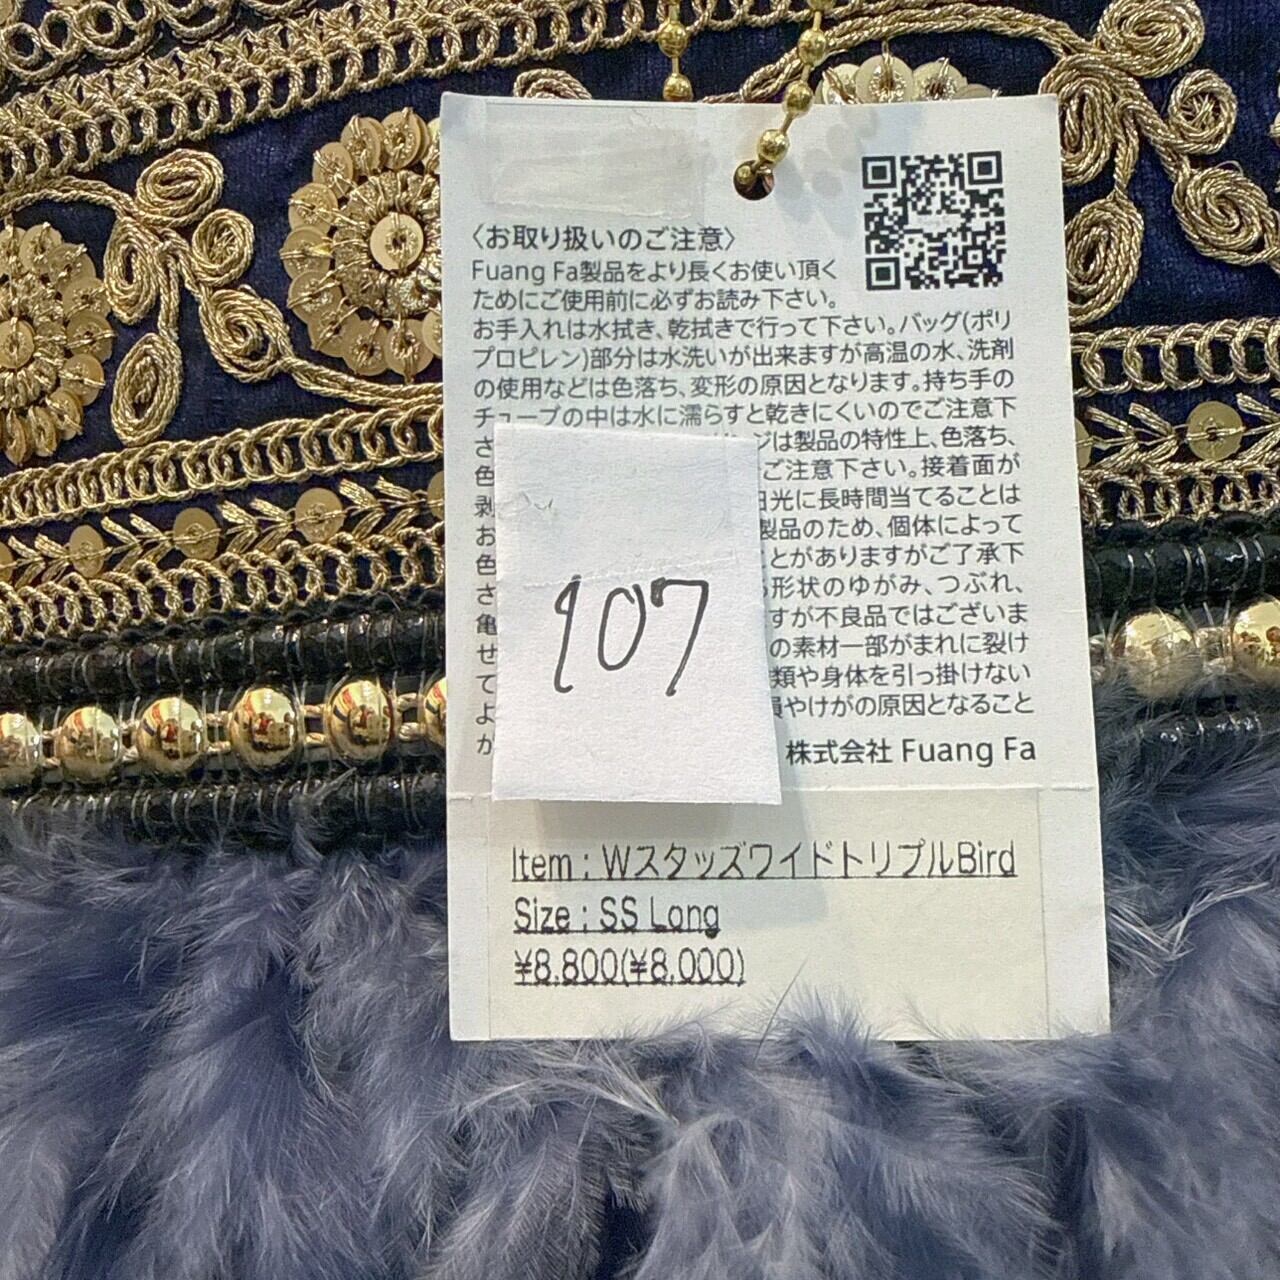 〈お取り扱いのご注意〉
Fuang Fa製品をより長くお使い頂く
ためにご使用前に必ずお読み下さい。
お手入れは水拭き、乾拭きで行って下さい。バッグ(ポリ
プロピレン)部分は水洗いが出来ますが高温の水、洗剤
の使用などは色落ち、変形の原因となります。持ち手の
チューブの中は水に濡らすと乾きにくいのでご注意下
さ ジは製品の特性上、色落ち、
色 ご注意下さい。接着面が
剥 日光に長時間当てることは
お 製品のため、個体によって
色 とがありますがご了承下
さ 形状のゆがみ、つぶれ、
亀 すが不良品ではございま
せ の素材一部がまれに裂け
て 類や身体を引っ掛けない
よ 損やけがの原因となること
が
株式会社 Fuang Fa
107
Item : Wスタッズワイドトリプル Bird
Size : SS Long
¥8,800(¥8,000)